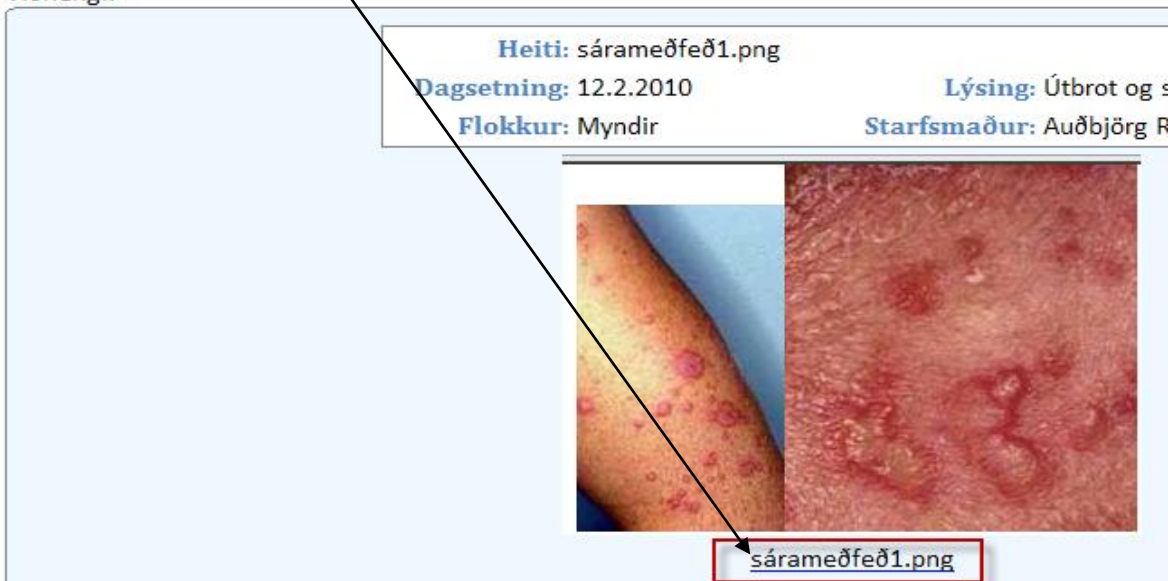 Heiti: sárameðfeð1.png
Dagsetning: 12.2.2010 Lýsing: Útbrot og
Flokkur: Myndir Starfsmaður: Auðbjörg
sárameðfeð1.png